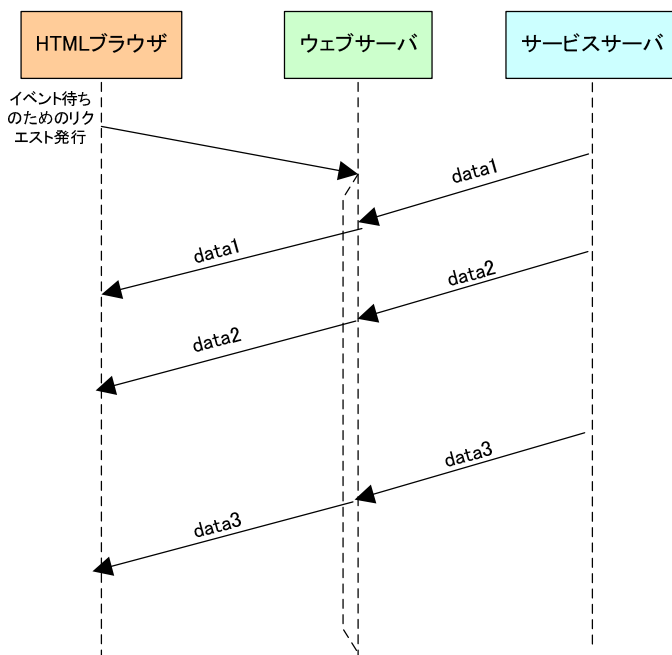 HTMLブラウザ
ウェブサーバ
サービスサーバ
イベント待ち
のためのリク
エスト発行
data1
data1
data2
data2
data3
data3